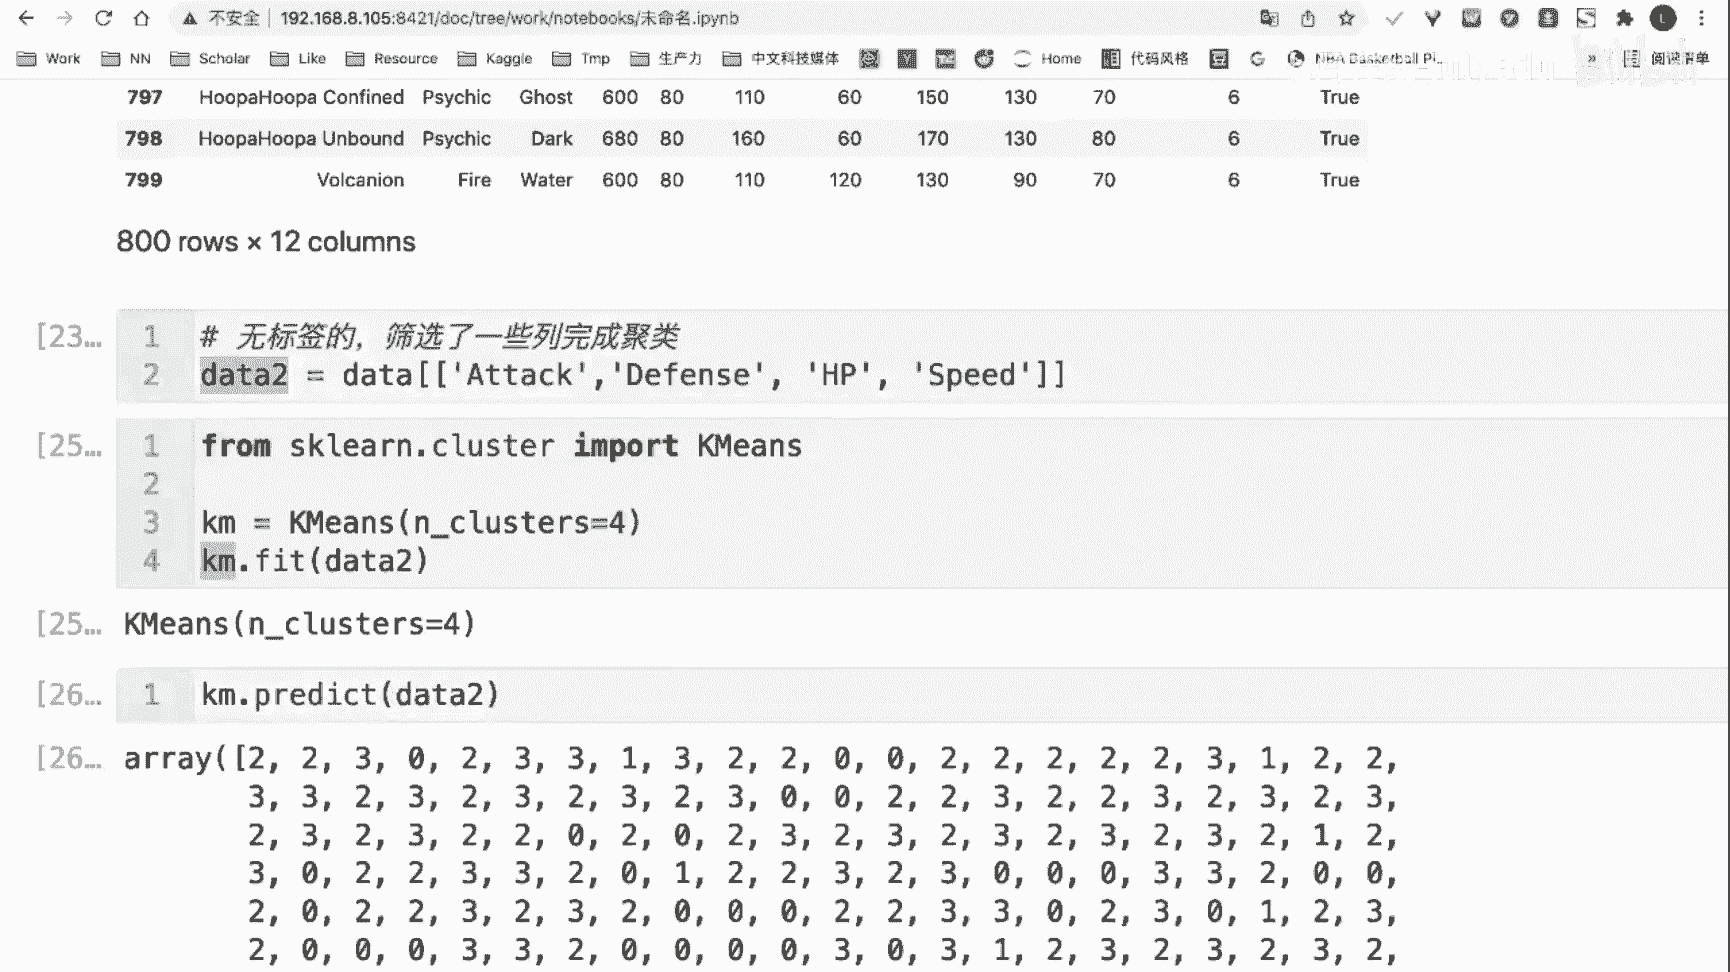 不安全 192.168.8.105:8421/doc/tree/work/notebooks/未命名.ipynb
Work NN Scholar Like Resource Kaggle Tmp 生产力 中文科技媒体 Home 代码风格 NBA Basketball Pi... » 阅读清单
797 HoopaHoopa Confined Psychic Ghost 600 80 110 60 150 130 70 6 True
798 HoopaHoopa Unbound Psychic Dark 680 80 160 60 170 130 80 6 True
799 Volcanion Fire Water 600 80 110 120 130 90 70 6 True
800 rows × 12 columns
[23... 1 # 无标签的，筛选了一些列完成聚类
2 data2 = data[['Attack','Defense', 'HP', 'Speed']]
[25... 1 from sklearn.cluster import KMeans
2
3 km = KMeans(n_clusters=4)
4 km.fit(data2)
[25... KMeans(n_clusters=4)
[26... 1 km.predict(data2)
[26... array([2, 2, 3, 0, 2, 3, 3, 1, 3, 2, 2, 0, 0, 2, 2, 2, 2, 2, 3, 1, 2, 2,
3, 3, 2, 3, 2, 3, 2, 3, 2, 3, 0, 0, 2, 2, 3, 2, 2, 3, 2, 3, 2, 3,
2, 3, 2, 3, 2, 2, 0, 2, 0, 2, 3, 2, 3, 2, 3, 2, 3, 2, 3, 2, 1, 2,
3, 0, 2, 2, 3, 3, 2, 0, 1, 2, 2, 3, 2, 3, 0, 0, 0, 3, 3, 2, 0, 0,
2, 0, 2, 2, 3, 2, 3, 2, 0, 0, 0, 2, 2, 3, 3, 0, 2, 3, 0, 1, 2, 3,
2, 0, 0, 0, 3, 3, 2, 0, 0, 0, 0, 3, 0, 3, 1, 2, 3, 2, 3, 2, 3, 2,